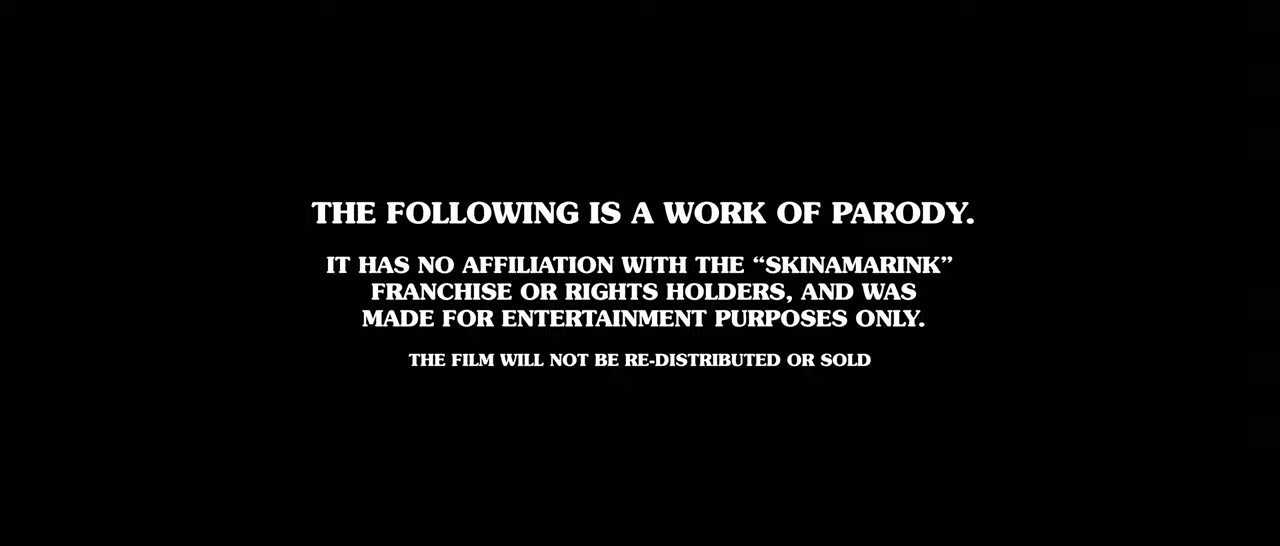 THE FOLLOWING IS A WORK OF PARODY.
IT HAS NO AFFILIATION WITH THE “SKINAMARINK”
FRANCHISE OR RIGHTS HOLDERS, AND WAS
MADE FOR ENTERTAINMENT PURPOSES ONLY.
THE FILM WILL NOT BE RE-DISTRIBUTED OR SOLD